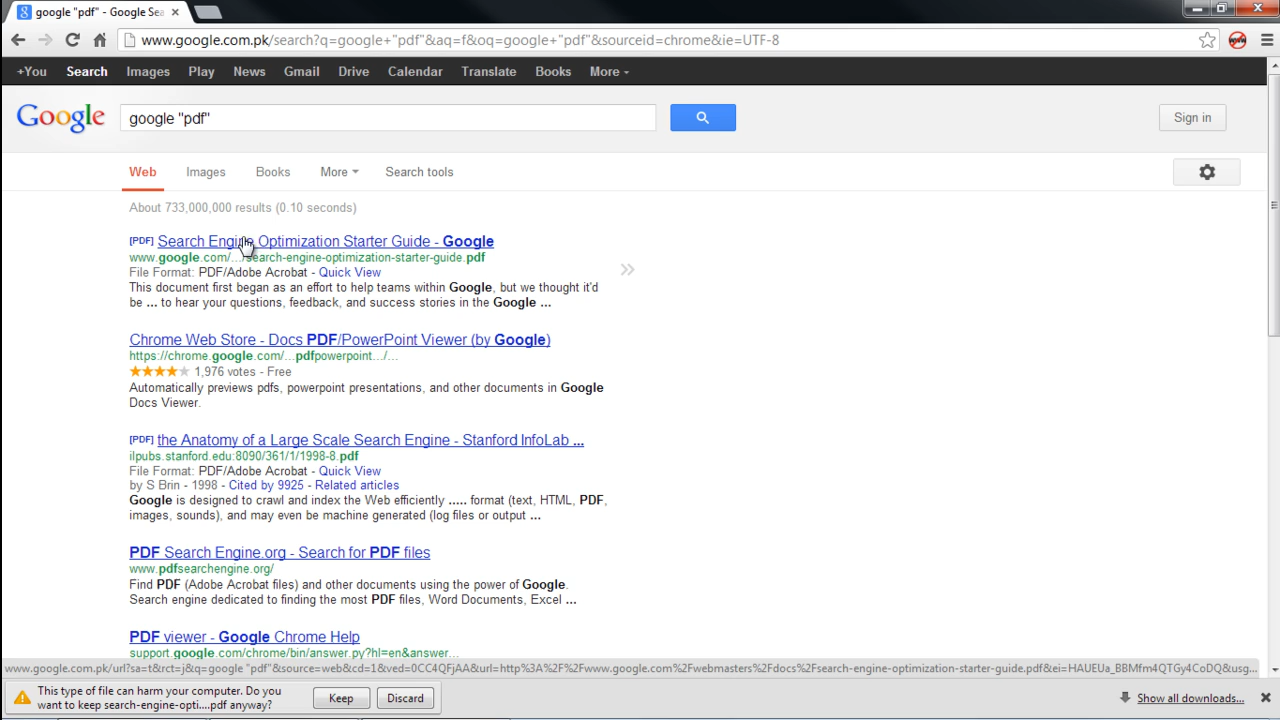 google "pdf" - Google Sea
www.google.com.pk/search?q=google+"pdf"&aq=f&oq=google+"pdf"&sourceid=chrome&ie=UTF-8
+You Search Images Play News Gmail Drive Calendar Translate Books More
Google google "pdf" Sign in
Web Images Books More Search tools
About 733,000,000 results (0.10 seconds)
[PDF] Search Engine Optimization Starter Guide - Google
www.google.com/.../search-engine-optimization-starter-guide.pdf
File Format: PDF/Adobe Acrobat - Quick View
This document first began as an effort to help teams within Google, but we thought it'd
be ... to hear your questions, feedback, and success stories in the Google ...
Chrome Web Store - Docs PDF/PowerPoint Viewer (by Google)
https://chrome.google.com/...pdfpowerpoint.../...
1,976 votes - Free
Automatically previews pdfs, powerpoint presentations, and other documents in Google
Docs Viewer.
[PDF] the Anatomy of a Large Scale Search Engine - Stanford InfoLab ...
ilpubs.stanford.edu:8090/361/1/1998-8.pdf
File Format: PDF/Adobe Acrobat - Quick View
by S Brin - 1998 - Cited by 9925 - Related articles
Google is designed to crawl and index the Web efficiently ..... format (text, HTML, PDF,
images, sounds), and may even be machine generated (log files or output ...
PDF Search Engine.org - Search for PDF files
www.pdfsearchengine.org/
Find PDF (Adobe Acrobat files) and other documents using the power of Google.
Search engine dedicated to finding the most PDF files, Word Documents, Excel ...
PDF viewer - Google Chrome Help
support.google.com/chrome/bin/answer.py?hl=en&answer...
www.google.com.pk/url?sa=t&rct=j&q=google "pdf"&source=web&cd=1&ved=0CC4QFjAA&url=http%3A%2F%2Fwww.google.com%2Fwebmasters%2Fdocs%2Fsearch-engine-optimization-starter-guide.pdf&ei=HAUEUa_BBMfm4QTGy4CoDQ&usg...
This type of file can harm your computer. Do you
want to keep search-engine-opti....pdf anyway?
Keep Discard Show all downloads...